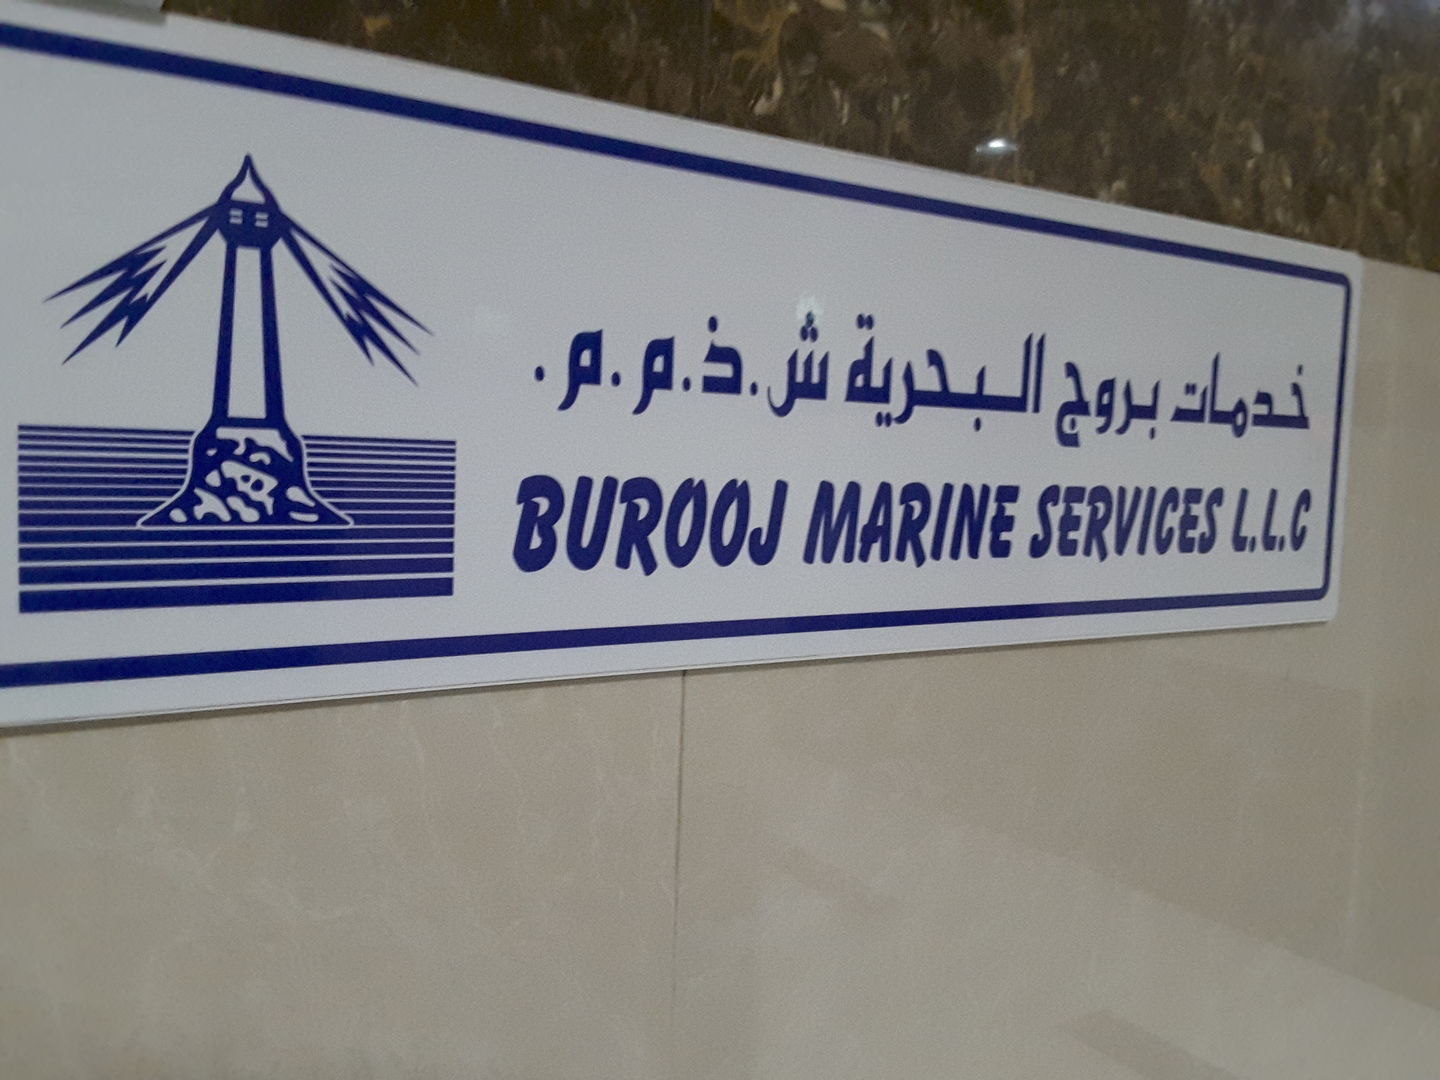 خدمات بروج البحرية ش.ذ.م.م.
BUROOJ MARINE SERVICES L.L.C